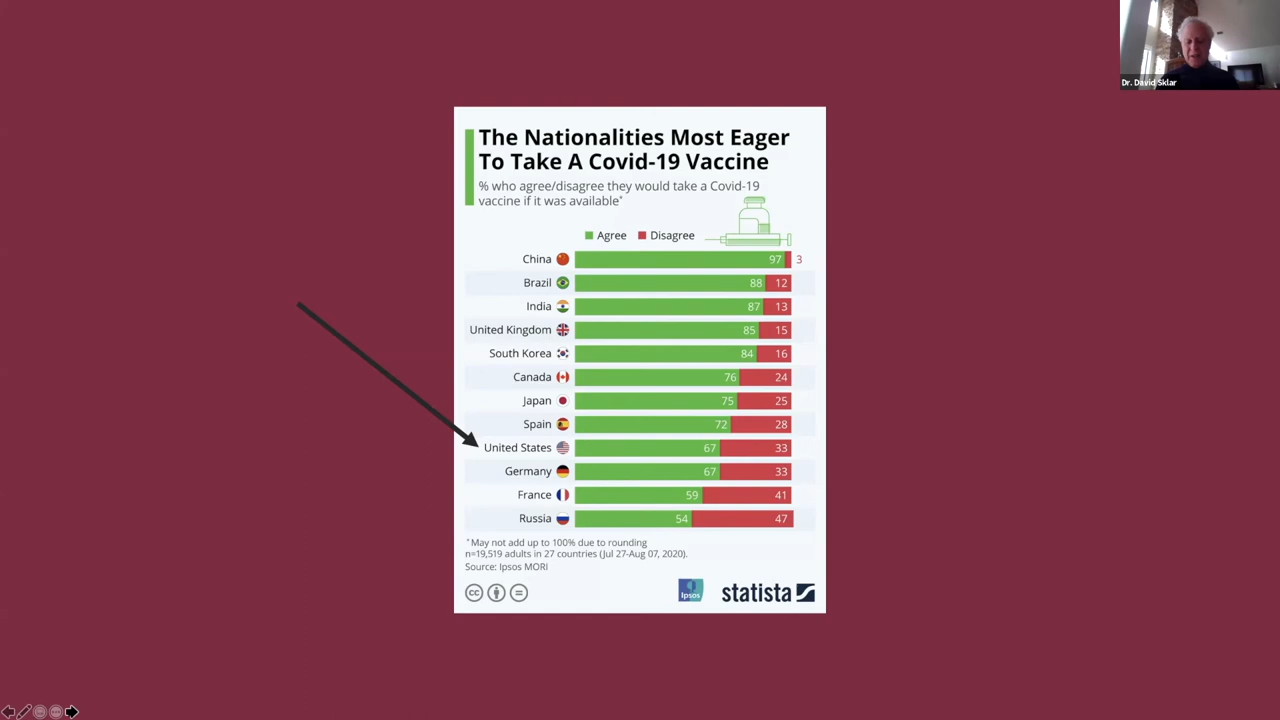 Dr. David Sklar
The Nationalities Most Eager
To Take A Covid-19 Vaccine
% who agree/disagree they would take a Covid-19
vaccine if it was available*
Agree Disagree
China 97 3
Brazil 88 12
India 87 13
United Kingdom 85 15
South Korea 84 16
Canada 76 24
Japan 75 25
Spain 72 28
United States 67 33
Germany 67 33
France 59 41
Russia 54 47
*May not add up to 100% due to rounding
n=19,519 adults in 27 countries (Jul 27-Aug 07, 2020).
Source: Ipsos MORI
cc = Ipsos statista